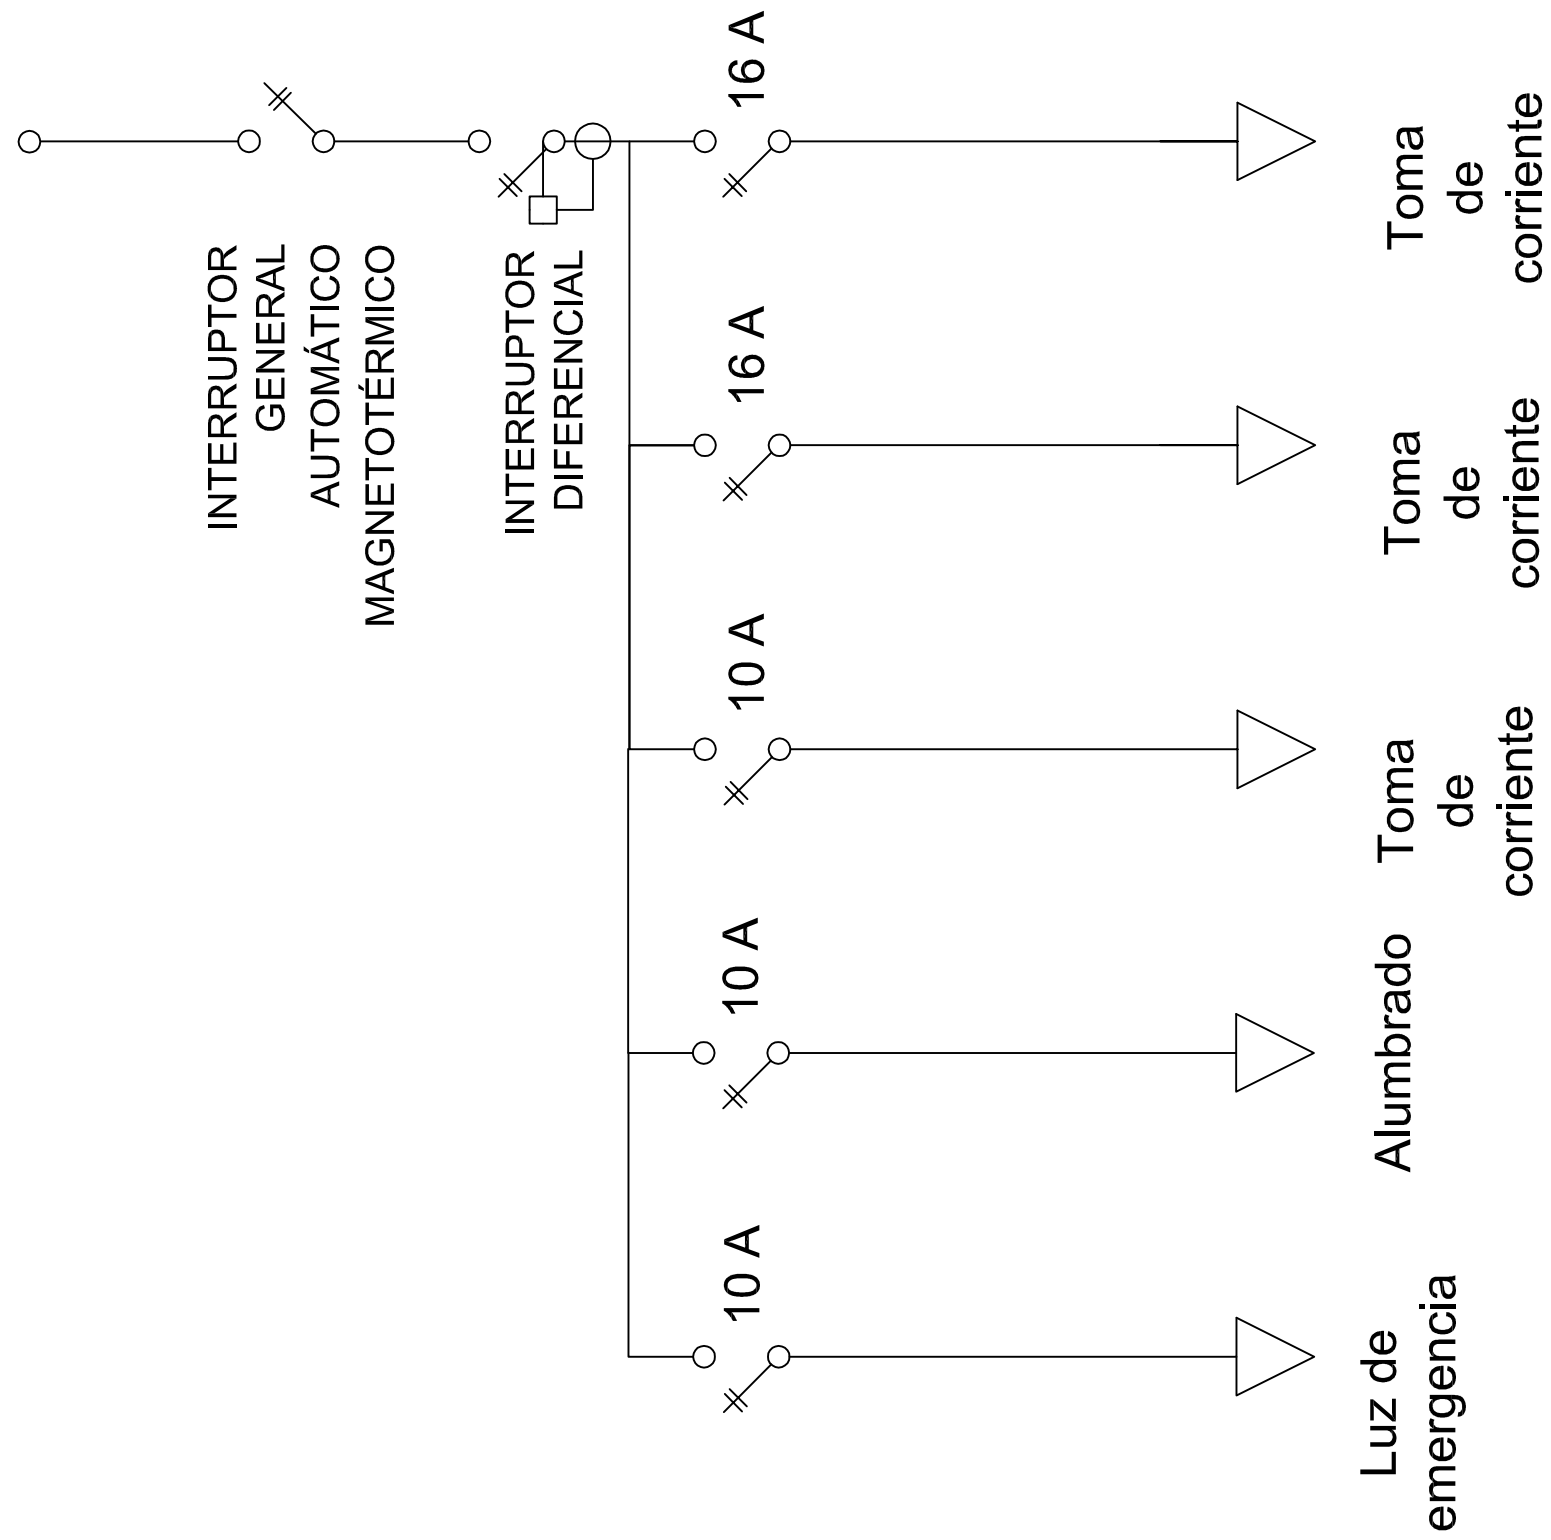 INTERRUPTOR
GENERAL
AUTOMÁTICO
MAGNETOTÉRMICO
INTERRUPTOR
DIFERENCIAL
10 A
10 A
10 A
16 A
16 A
Luz de
emergencia
Alumbrado
Toma
de
corriente
Toma
de
corriente
Toma
de
corriente